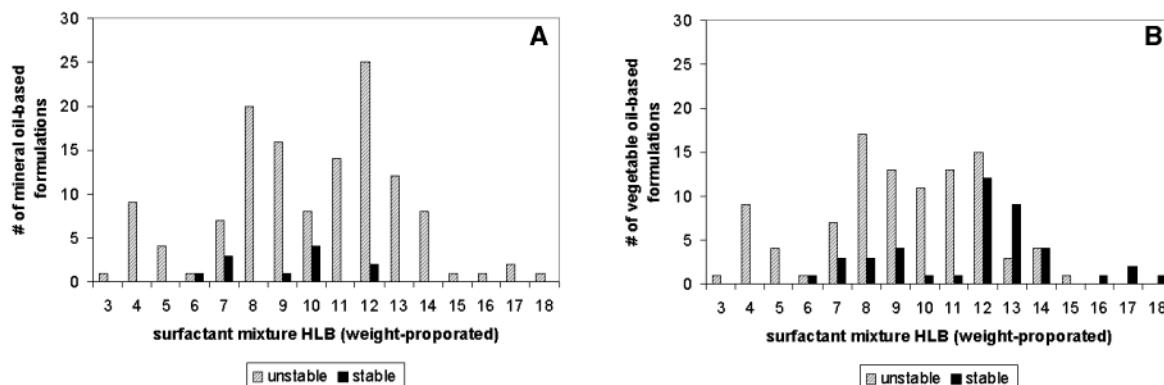 A
# of mineral oil-based
formulations
30
25
20
15
10
5
0
3 4 5 6 7 8 9 10 11 12 13 14 15 16 17 18
surfactant mixture HLB (weight-proporated)
unstable stable
B
# of vegetable oil-based
formulations
30
25
20
15
10
5
0
3 4 5 6 7 8 9 10 11 12 13 14 15 16 17 18
surfactant mixture HLB (weight-proporated)
unstable stable